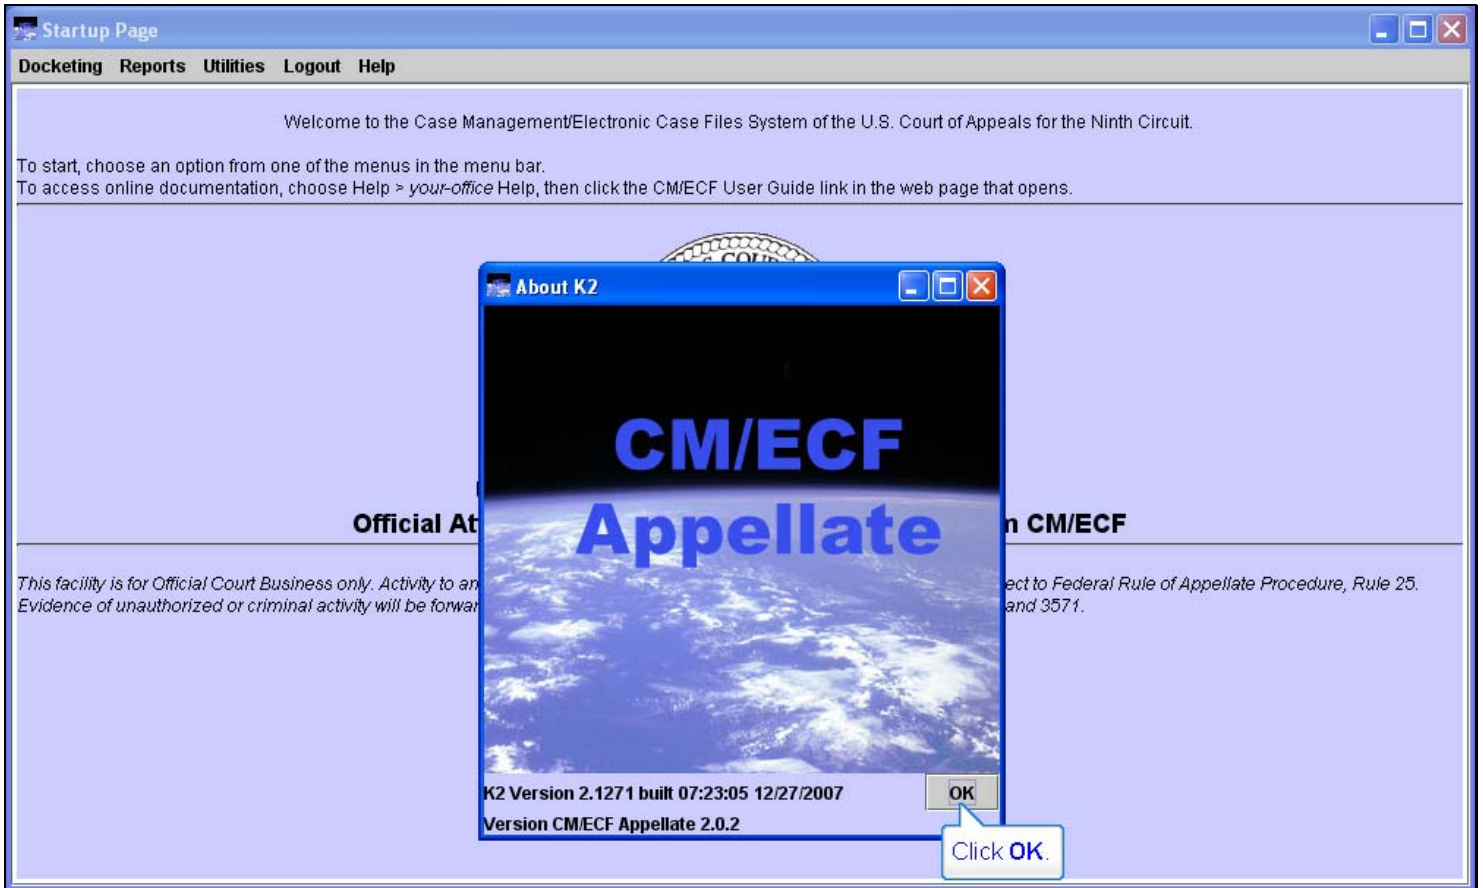 Startup Page
Docketing Reports Utilities Logout Help
Welcome to the Case Management/Electronic Case Files System of the U.S. Court of Appeals for the Ninth Circuit.
To start, choose an option from one of the menus in the menu bar.
To access online documentation, choose Help > your-office Help, then click the CM/ECF User Guide link in the web page that opens.
COU
About K2
CM/ECF
Appellate
Official At
n CM/ECF
This facility is for Official Court Business only. Activity to an
ect to Federal Rule of Appellate Procedure, Rule 25.
Evidence of unauthorized or criminal activity will be forwar
and 3571.
K2 Version 2.1271 built 07:23:05 12/27/2007
OK
Version CM/ECF Appellate 2.0.2
Click OK.